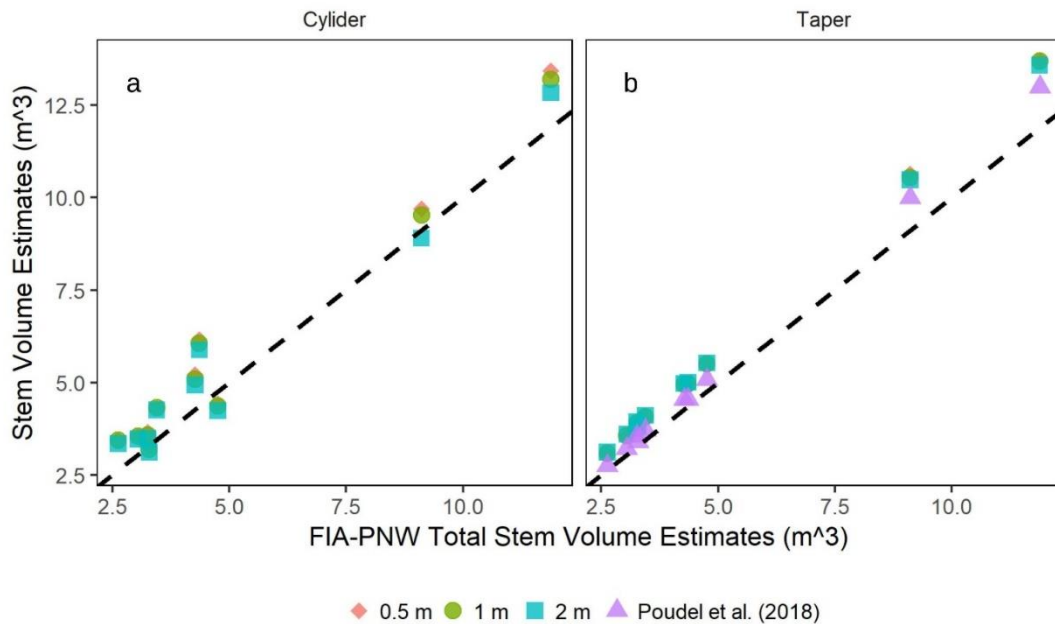 Cylider
Taper
a
b
Stem Volume Estimates (m^3)
12.5
10.0
7.5
5.0
2.5
2.5 5.0 7.5 10.0
2.5 5.0 7.5 10.0
FIA-PNW Total Stem Volume Estimates (m^3)
0.5 m 1 m 2 m Poudel et al. (2018)